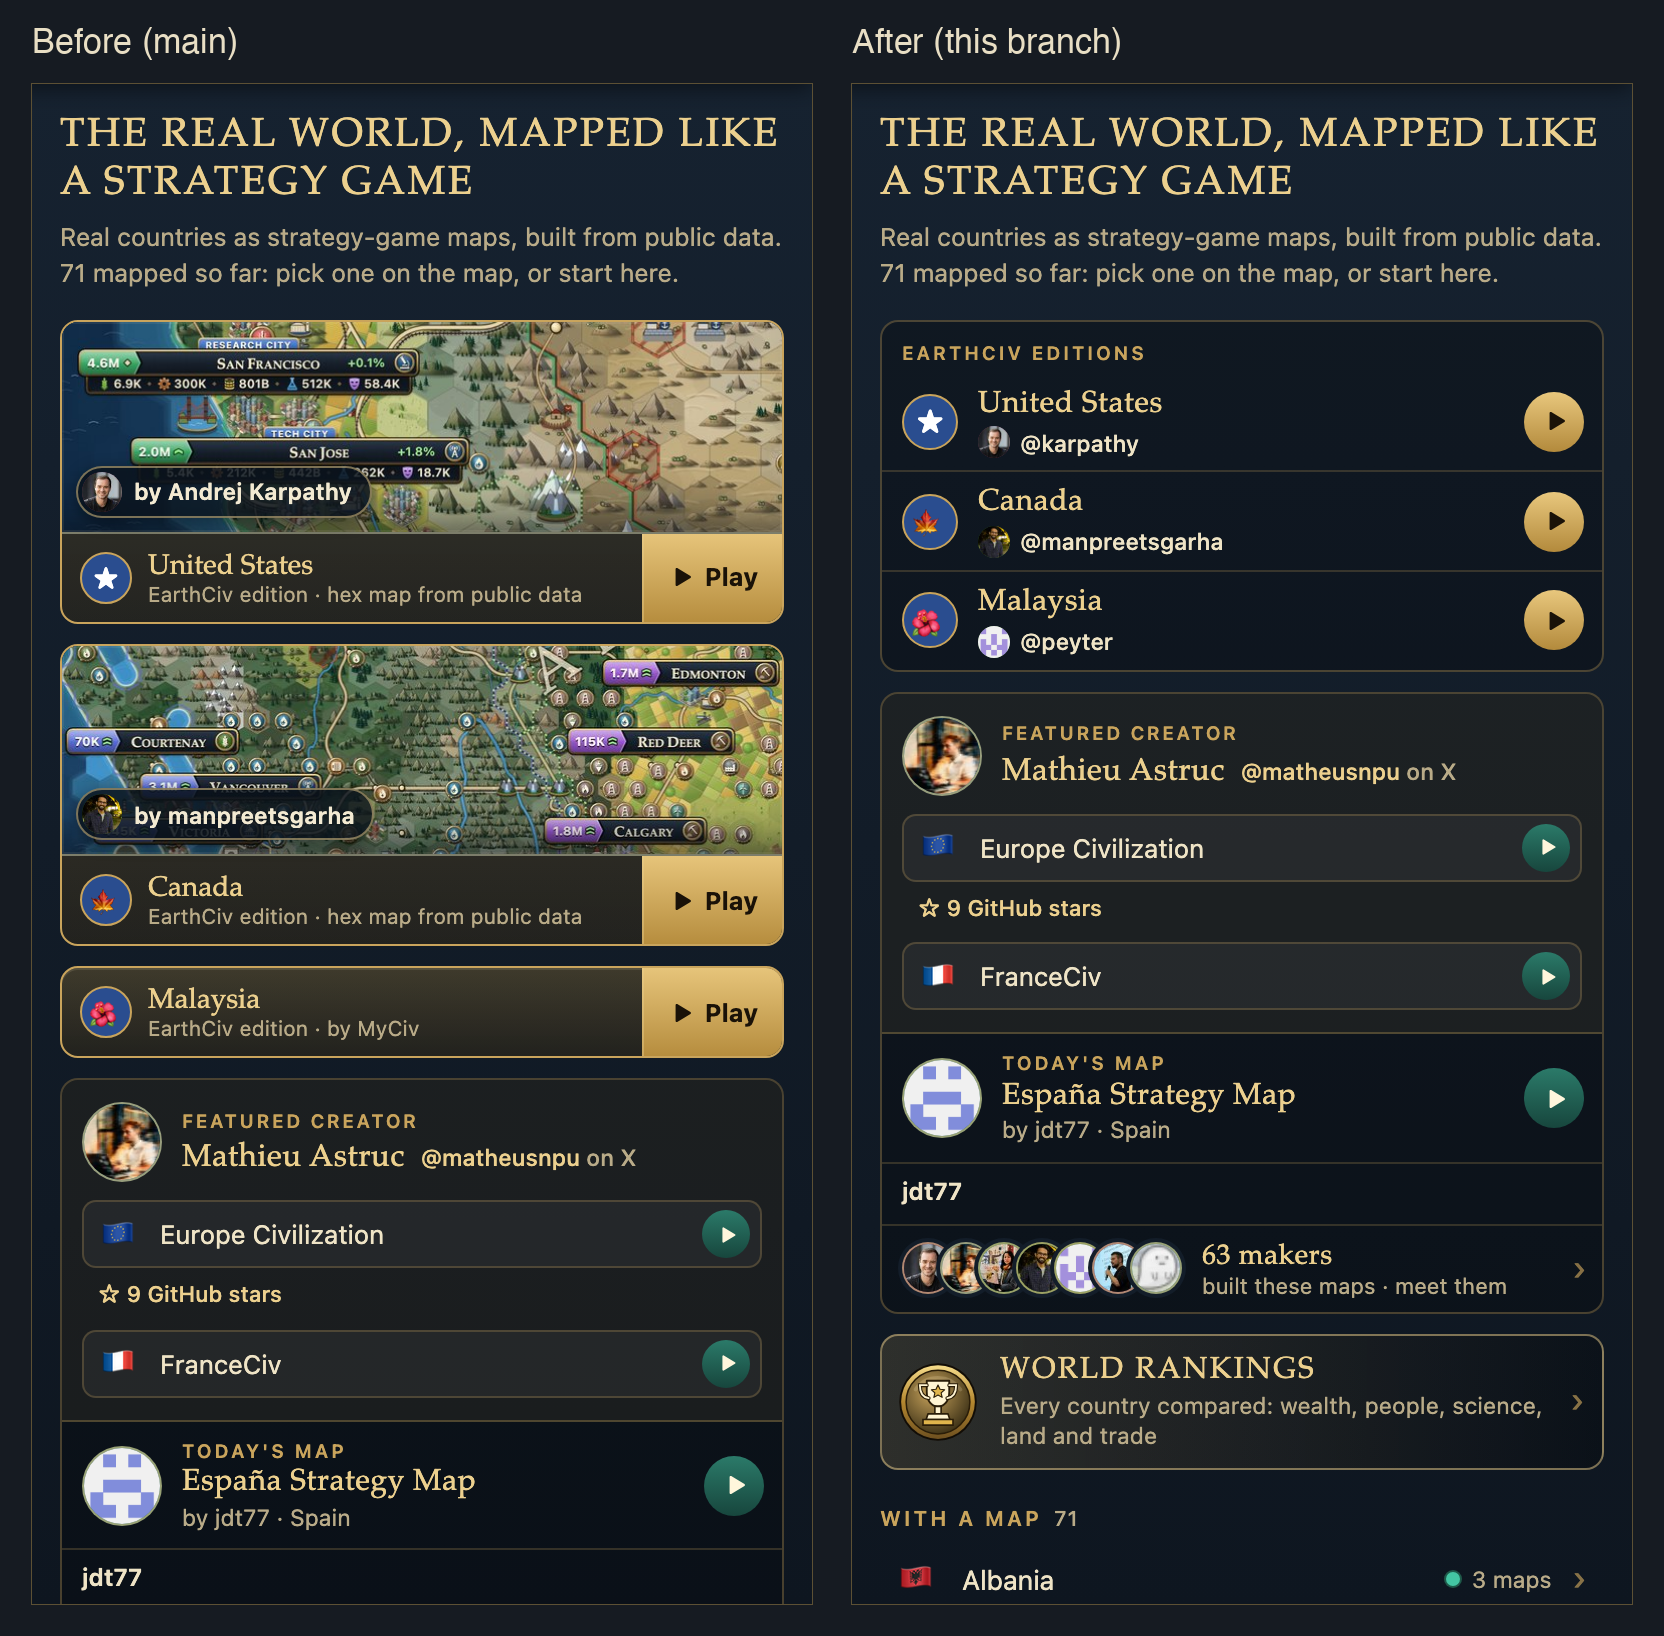 Before (main)
THE REAL WORLD, MAPPED LIKE
A STRATEGY GAME
Real countries as strategy-game maps, built from public data.
71 mapped so far: pick one on the map, or start here.
RESEARCH CITY
4.6M SAN FRANCISCO +0.1%
6.9K • 300K • 801B • 512K • 58.4K
TECH CITY
2.0M SAN JOSE +1.8%
18.7K
by Andrej Karpathy
United States
EarthCiv edition · hex map from public data
Play
1.7M EDMONTON
70K COURTENAY
115K RED DEER
3.1M VANCOUVER
by manpreetsgarha
VICTORIA
1.8M CALGARY
Canada
EarthCiv edition · hex map from public data
Play
Malaysia
EarthCiv edition · by MyCiv
Play
FEATURED CREATOR
Mathieu Astruc @matheusnpu on X
Europe Civilization
☆ 9 GitHub stars
FranceCiv
TODAY'S MAP
España Strategy Map
by jdt77 · Spain
jdt77
After (this branch)
THE REAL WORLD, MAPPED LIKE
A STRATEGY GAME
Real countries as strategy-game maps, built from public data.
71 mapped so far: pick one on the map, or start here.
EARTHCIV EDITIONS
United States
@karpathy
Canada
@manpreetsgarha
Malaysia
@peyter
FEATURED CREATOR
Mathieu Astruc @matheusnpu on X
Europe Civilization
☆ 9 GitHub stars
FranceCiv
TODAY'S MAP
España Strategy Map
by jdt77 · Spain
jdt77
63 makers
built these maps · meet them
WORLD RANKINGS
Every country compared: wealth, people, science,
land and trade
WITH A MAP 71
Albania
3 maps